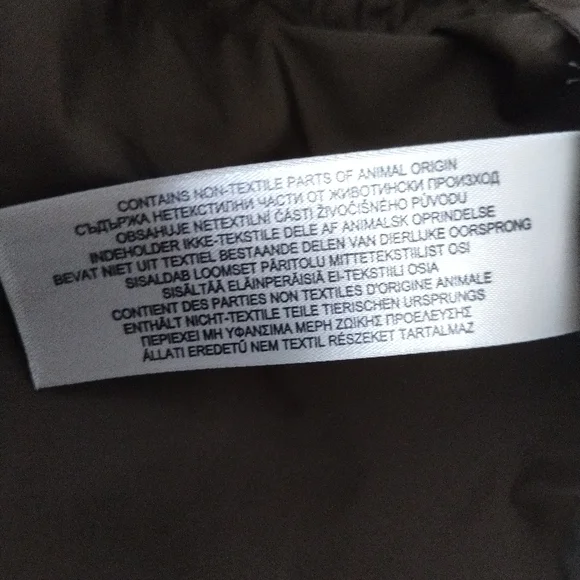 CONTAINS NON-TEXTILE PARTS OF ANIMAL ORIGIN
СЪДЪРЖА НЕТЕКСТИЛНИ ЧАСТИ ОТ ЖИВОТИНСКИ ПРОИЗХОД
OBSAHUJE NETEXTILNÍ ČÁSTI ŽIVOČIŠNÉHO PŮVODU
INDEHOLDER IKKE-TEKSTILE DELE AF ANIMALSK OPRINDELSE
BEVAT NIET UIT TEXTIEL BESTAANDE DELEN VAN DIERLIJKE OORSPRONG
SISALDAB LOOMSET PÄRITOLU MITTETEKSTIILIST OSI
SISÄLTÄÄ ELÄINPERÄISIÄ EI-TEKSTIILI OSIA
CONTIENT DES PARTIES NON TEXTILES D'ORIGINE ANIMALE
ENTHÄLT NICHT-TEXTILE TEILE TIERISCHEN URSPRUNGS
ΠΕΡΙΕΧΕΙ ΜΗ ΥΦΑΝΣΙΜΑ ΜΕΡΗ ΖΩΙΚΗΣ ΠΡΟΕΛΕΥΣΗΣ
ÁLLATI EREDETŰ NEM TEXTIL RÉSZEKET TARTALMAZ